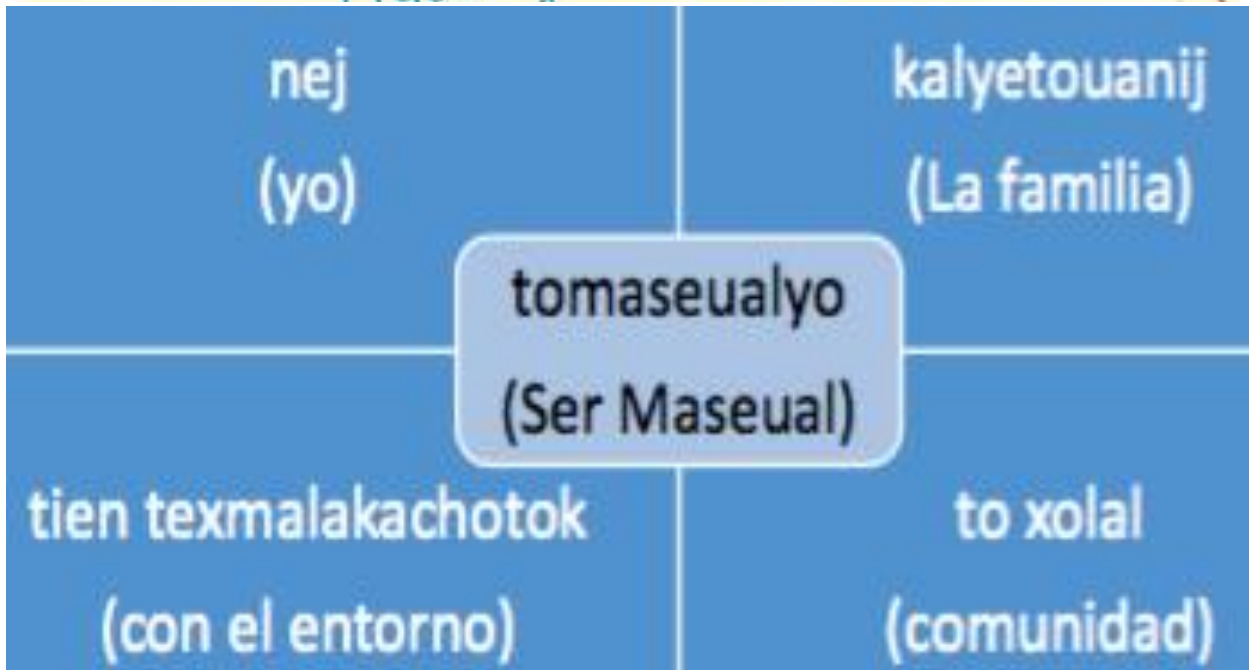 nej
(yo)
kalyetouanij
(La familia)
tomaseualyo
(Ser Maseual)
tien texmalakachotok
(con el entorno)
to xolal
(comunidad)